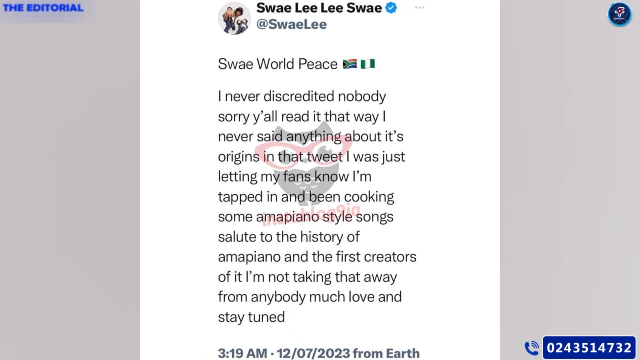 THE EDITORIAL
Swae Lee Lee Swae
@SwaeLee
Swae World Peace 🇿🇦🇳🇬
I never discredited nobody
sorry y'all read it that way I
never said anything about it's
origins in that tweet I was just
letting my fans know I'm
tapped in and been cooking
some amapiano style songs
salute to the history of
amapiano and the first creators
of it I'm not taking that away
from anybody much love and
stay tuned
3:19 AM · 12/07/2023 from Earth
0243514732